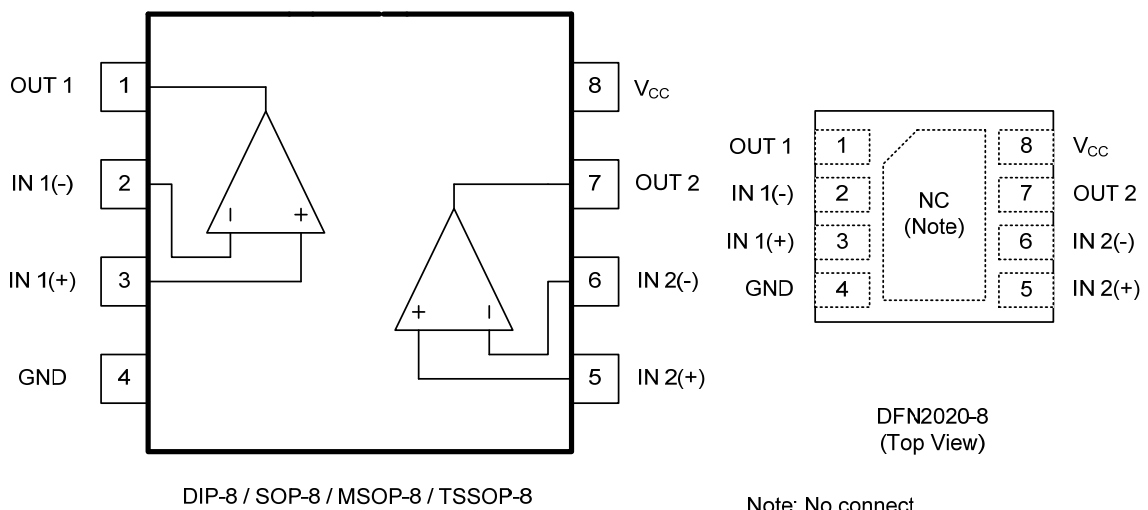 OUT 1
1
8
VCC
IN 1(-)
2
7
OUT 2
IN 1(+)
3
6
IN 2(-)
GND
4
5
IN 2(+)
DIP-8 / SOP-8 / MSOP-8 / TSSOP-8
OUT 1
1
8
VCC
IN 1(-)
2
7
OUT 2
NC
(Note)
IN 1(+)
3
6
IN 2(-)
GND
4
5
IN 2(+)
DFN2020-8
(Top View)
Note: No connect